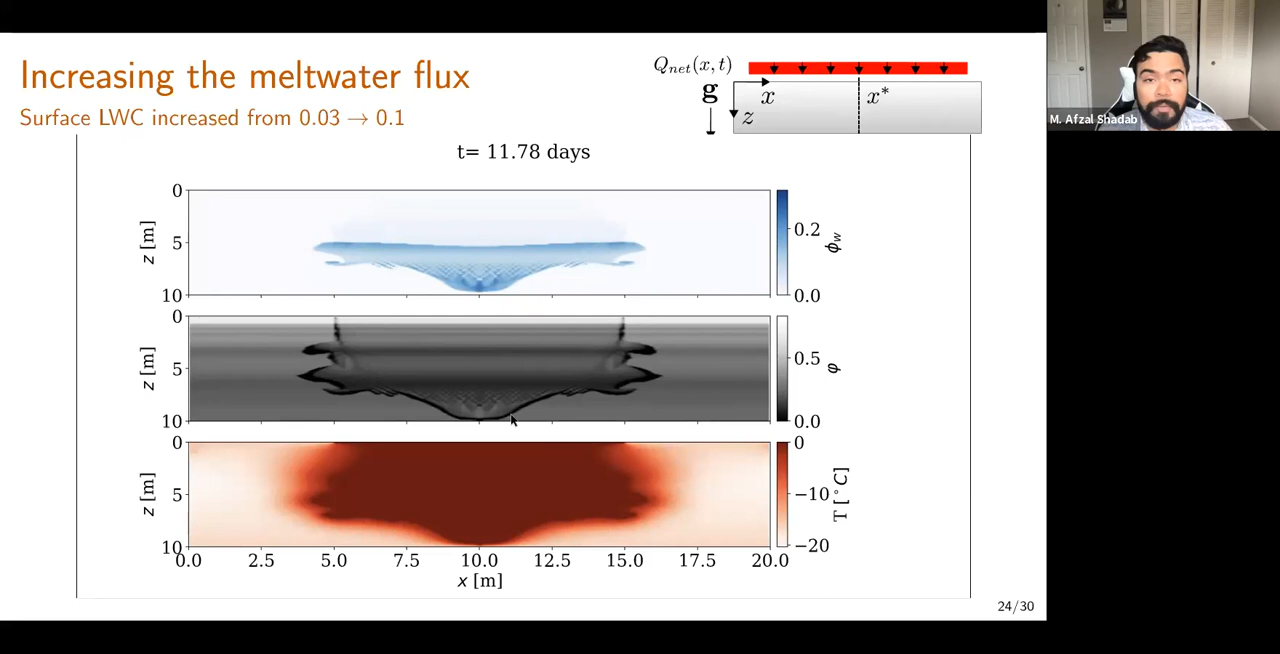 Increasing the meltwater flux
Surface LWC increased from 0.03 → 0.1
Q_net(x, t)
g
x
x*
z
M. Afzal Shadab
t= 11.78 days
0
5
10
z [m]
0.2
0.0
ϕ_w
0
5
10
z [m]
0.5
0.0
φ
0
5
10
z [m]
0
−10
−20
T [°C]
0.0 2.5 5.0 7.5 10.0 12.5 15.0 17.5 20.0
x [m]
24/30